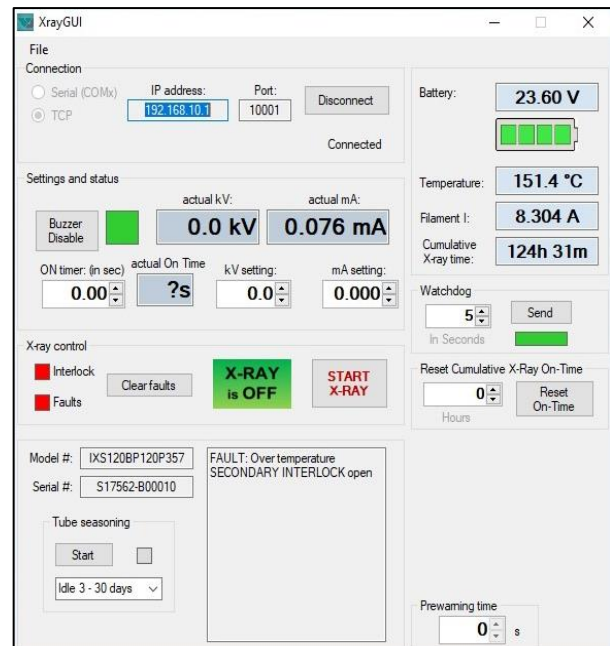 XrayGUI
File
Connection
Serial (COMx)
TCP
IP address:
192.168.10.1
Port:
10001
Disconnect
Connected
Battery:
23.60 V
Temperature:
151.4 °C
Filament I:
8.304 A
Cumulative
X-ray time:
124h 31m
Settings and status
Buzzer
Disable
actual kV:
0.0 kV
actual mA:
0.076 mA
ON timer: (in sec)
0.00
actual On Time
?s
kV setting:
0.0
mA setting:
0.000
Watchdog
5
Send
In Seconds
X-ray control
Interlock
Faults
Clear faults
X-RAY
is OFF
START
X-RAY
Reset Cumulative X-Ray On-Time
0
Hours
Reset
On-Time
Model #:
IXS120BP120P357
Serial #:
S17562-B00010
FAULT: Over temperature
SECONDARY INTERLOCK open
Tube seasoning
Start
Idle 3 - 30 days
Prewarning time
0 s